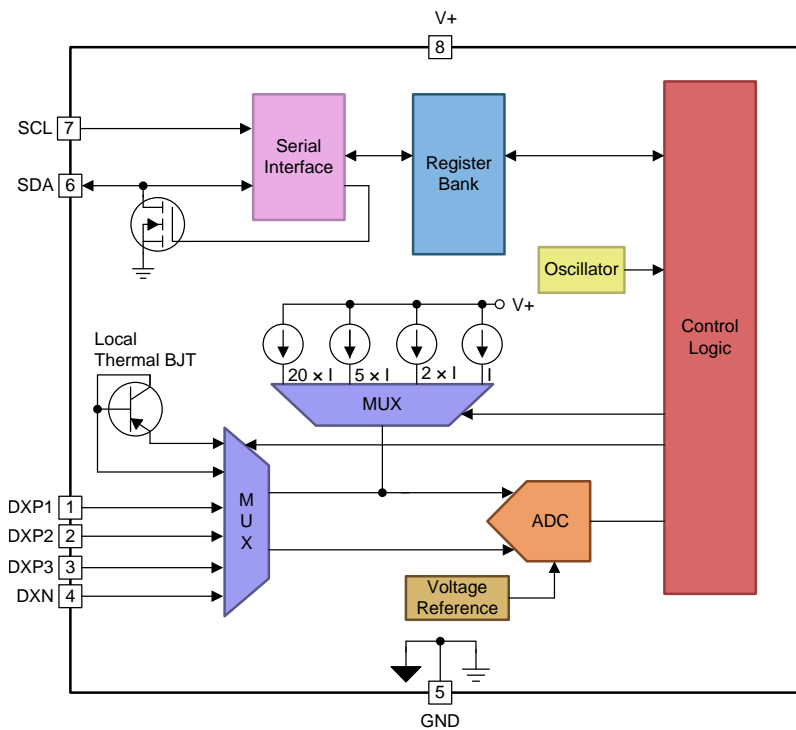 V+
8
SCL
7
SDA
6
Serial
Interface
Register
Bank
Oscillator
Control
Logic
V+
20 × I
5 × I
2 × I
I
MUX
Local
Thermal BJT
DXP1
1
DXP2
2
DXP3
3
DXN
4
M
U
X
ADC
Voltage
Reference
5
GND